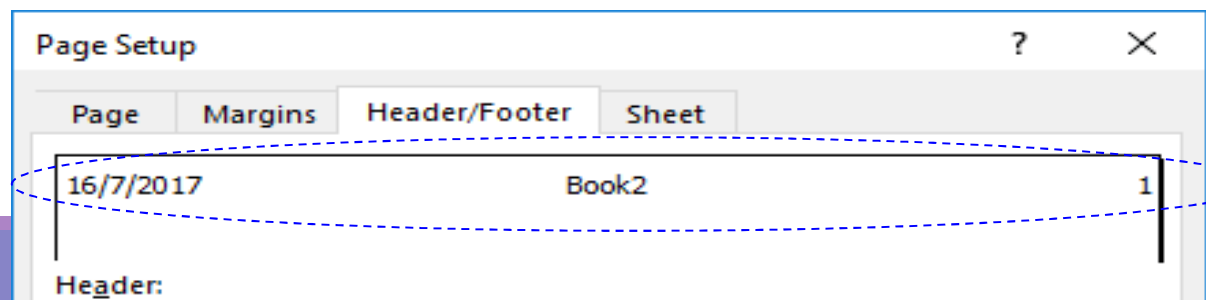 Page Setup ? ×
Page Margins Header/Footer Sheet
16/7/2017 Book2 1
Header: